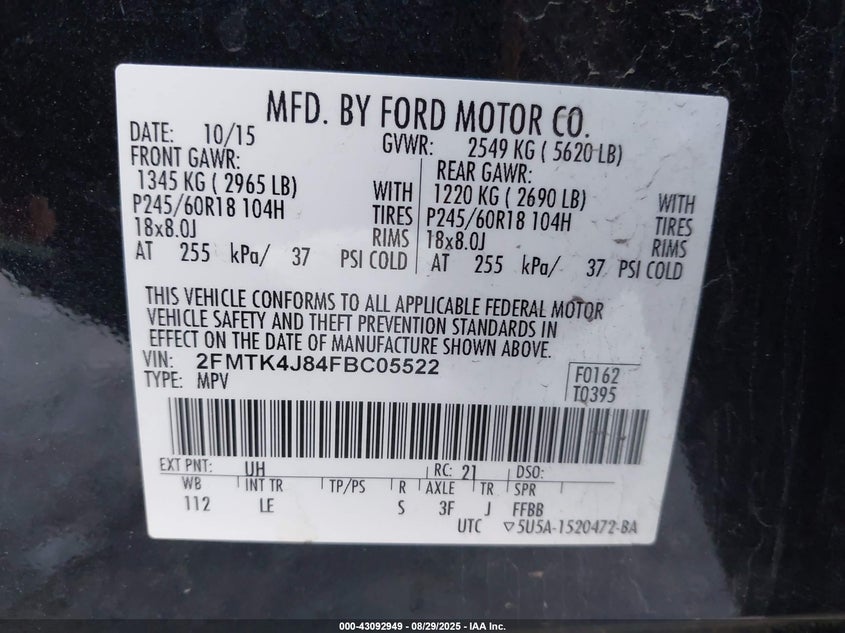 MFD. BY FORD MOTOR CO.
DATE: 10/15 GVWR: 2549 KG ( 5620 LB)
FRONT GAWR: REAR GAWR:
1345 KG ( 2965 LB) WITH 1220 KG ( 2690 LB) WITH
P245/60R18 104H TIRES P245/60R18 104H TIRES
18x8.0J RIMS 18x8.0J RIMS
AT 255 kPa/ 37 PSI COLD AT 255 kPa/ 37 PSI COLD
THIS VEHICLE CONFORMS TO ALL APPLICABLE FEDERAL MOTOR
VEHICLE SAFETY AND THEFT PREVENTION STANDARDS IN
EFFECT ON THE DATE OF MANUFACTURE SHOWN ABOVE.
VIN: 2FMTK4J84FBC05522
TYPE: MPV F0162
T0395
EXT PNT: UH RC: 21 DSO:
WB INT TR TP/PS R AXLE TR SPR
112 LE S 3F J FFBB
UTC ▽5U5A-1520472-BA
000-43092949 - 08/29/2025 - IAA Inc.